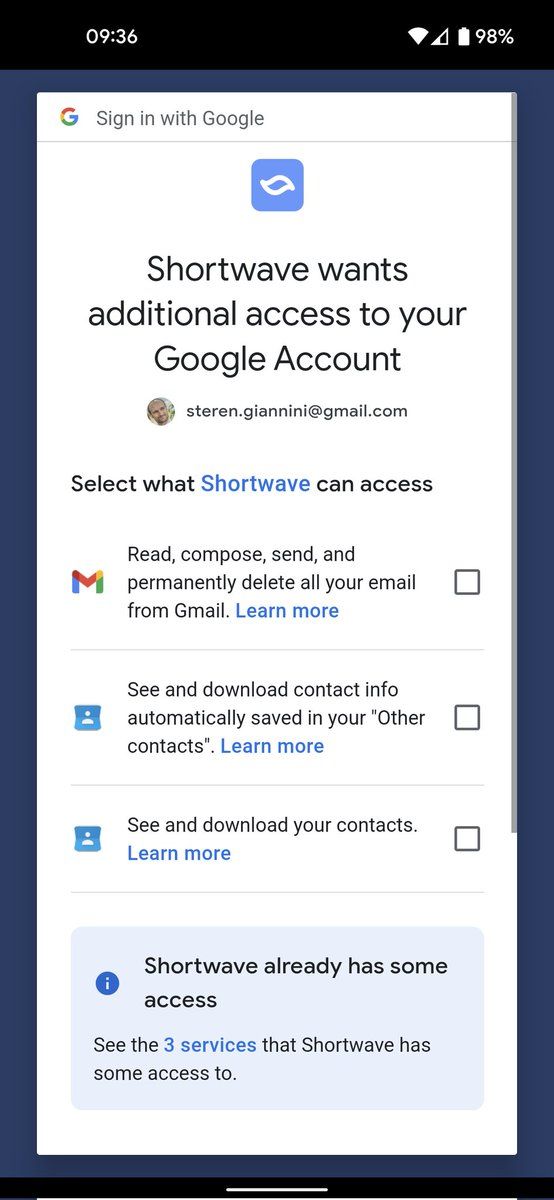 09:36
98%
Sign in with Google
Shortwave wants
additional access to your
Google Account
steren.giannini@gmail.com
Select what Shortwave can access
Read, compose, send, and
permanently delete all your email
from Gmail. Learn more
See and download contact info
automatically saved in your "Other
contacts". Learn more
See and download your contacts.
Learn more
Shortwave already has some
access
See the 3 services that Shortwave has
some access to.